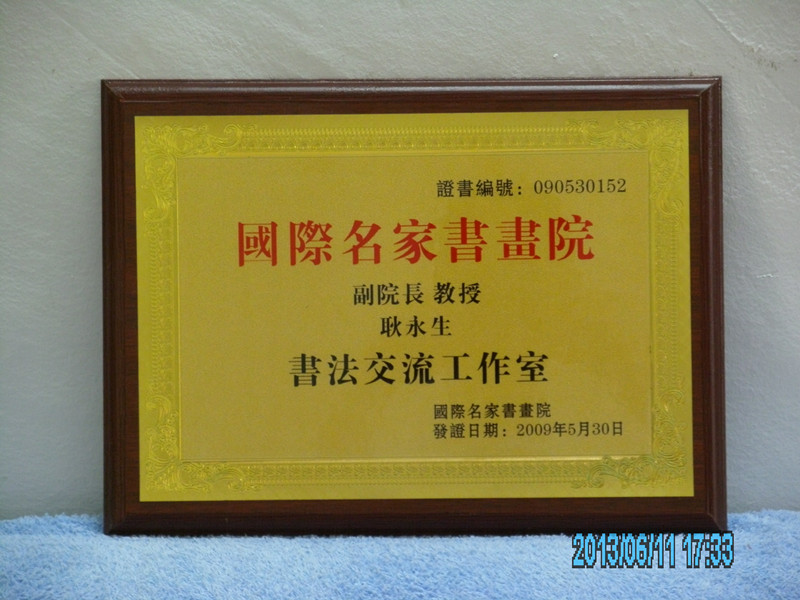 證書編號：090530152
國際名家書畫院
副院長 教授
耿永生
書法交流工作室
國際名家書畫院
發證日期：2009年5月30日
2013/06/11 17:33